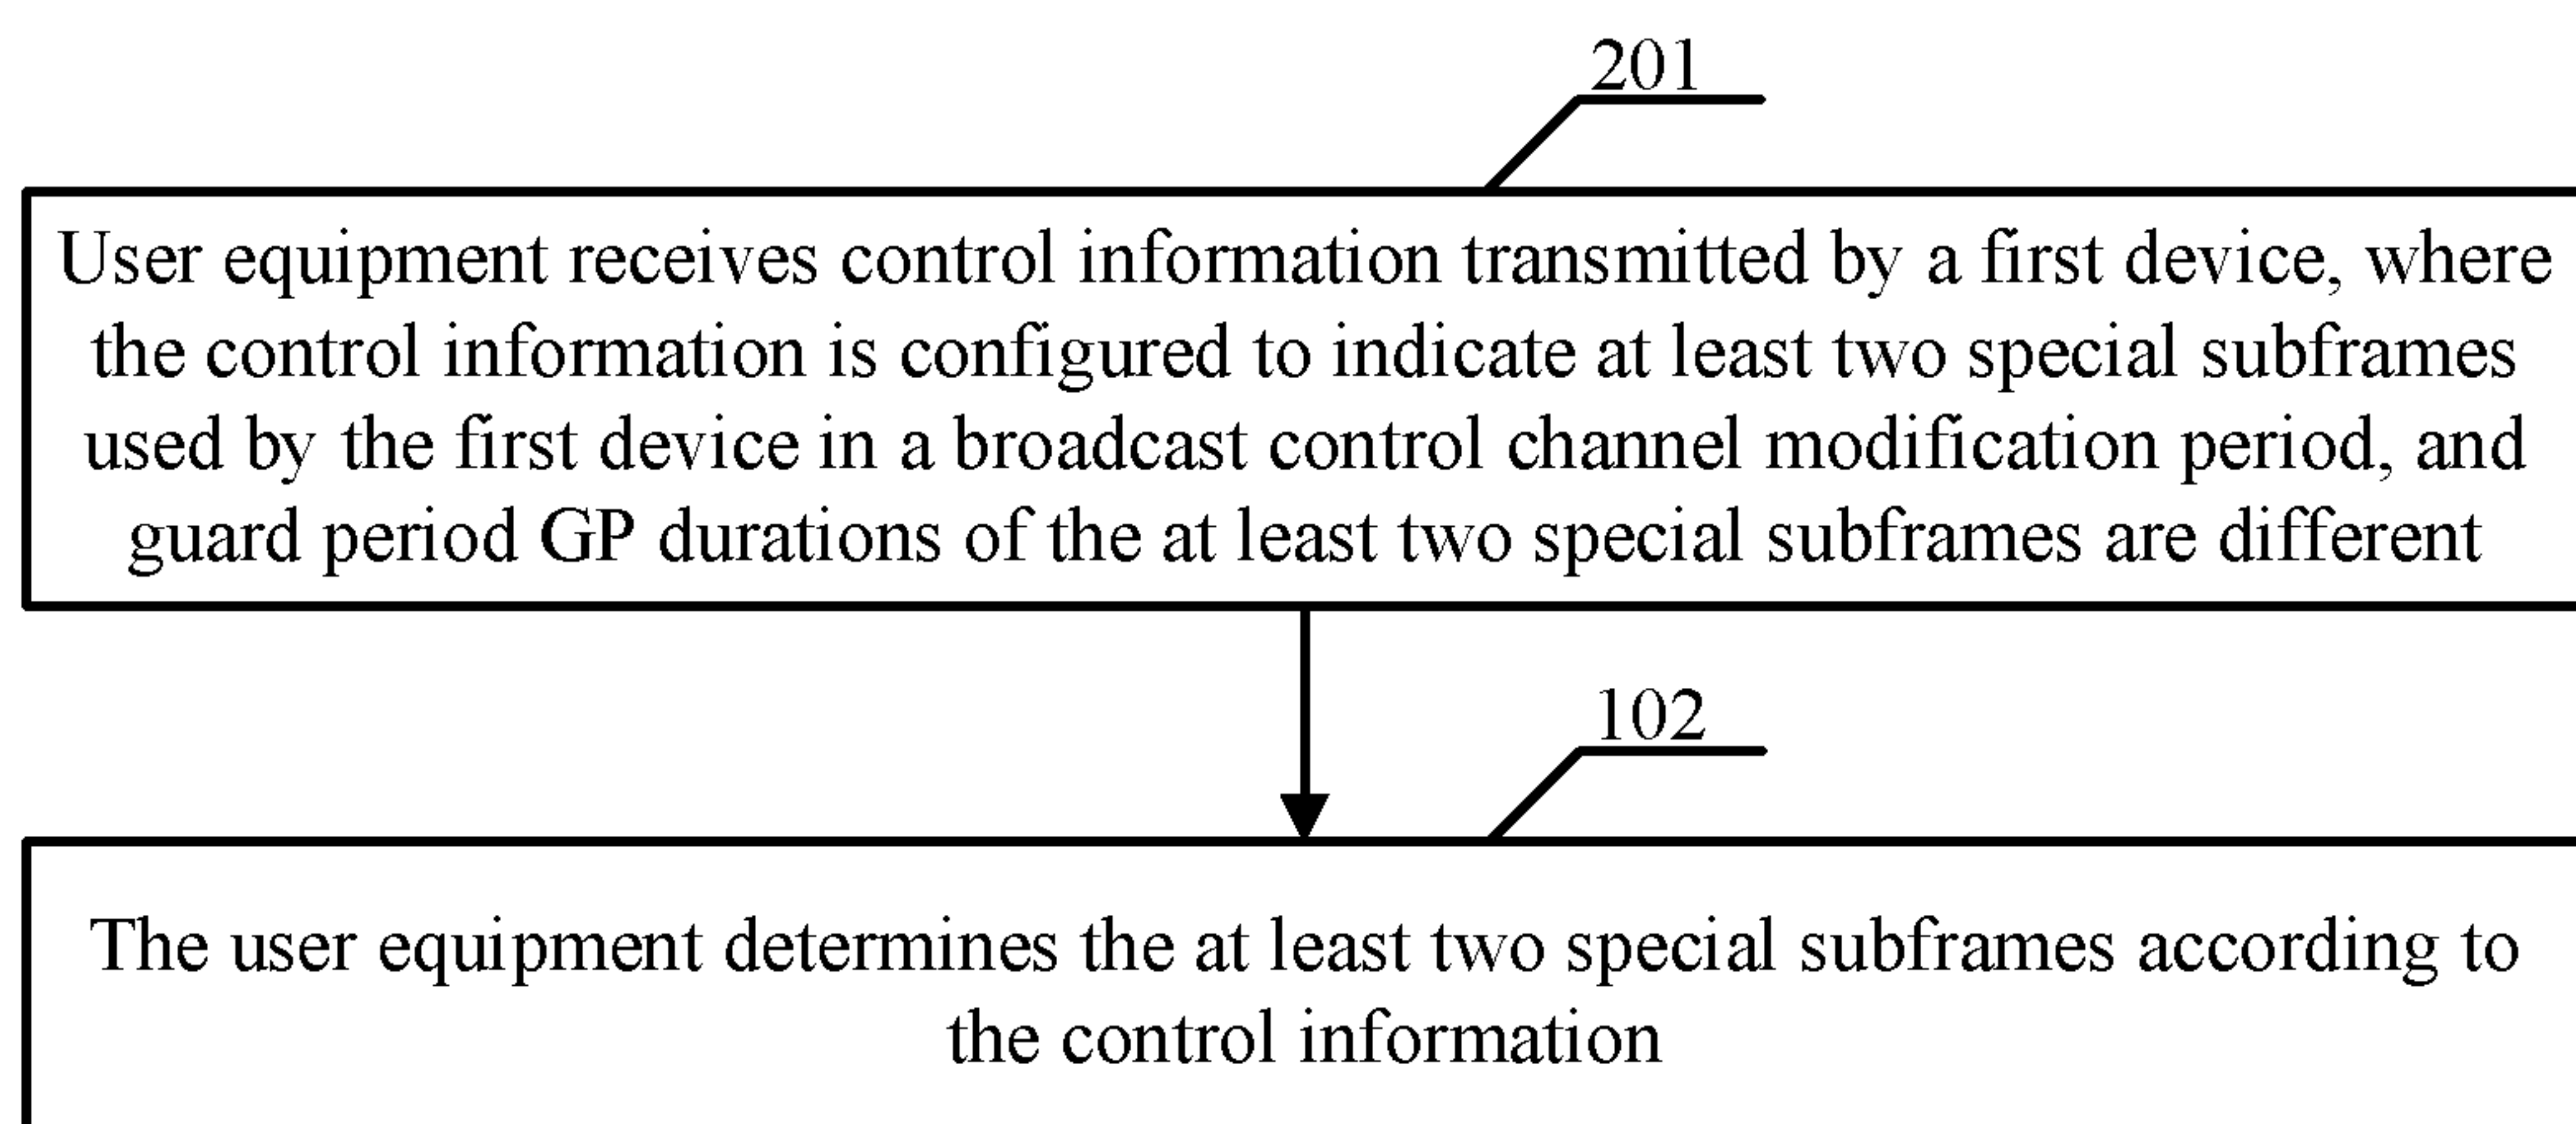 201
User equipment receives control information transmitted by a first device, where
the control information is configured to indicate at least two special subframes
used by the first device in a broadcast control channel modification period, and
guard period GP durations of the at least two special subframes are different
102
The user equipment determines the at least two special subframes according to
the control information